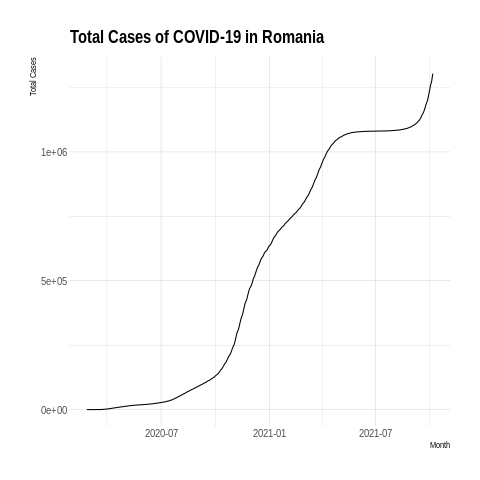 Total Cases of COVID-19 in Romania
Total Cases
1e+06
5e+05
0e+00
2020-07
2021-01
2021-07
Month